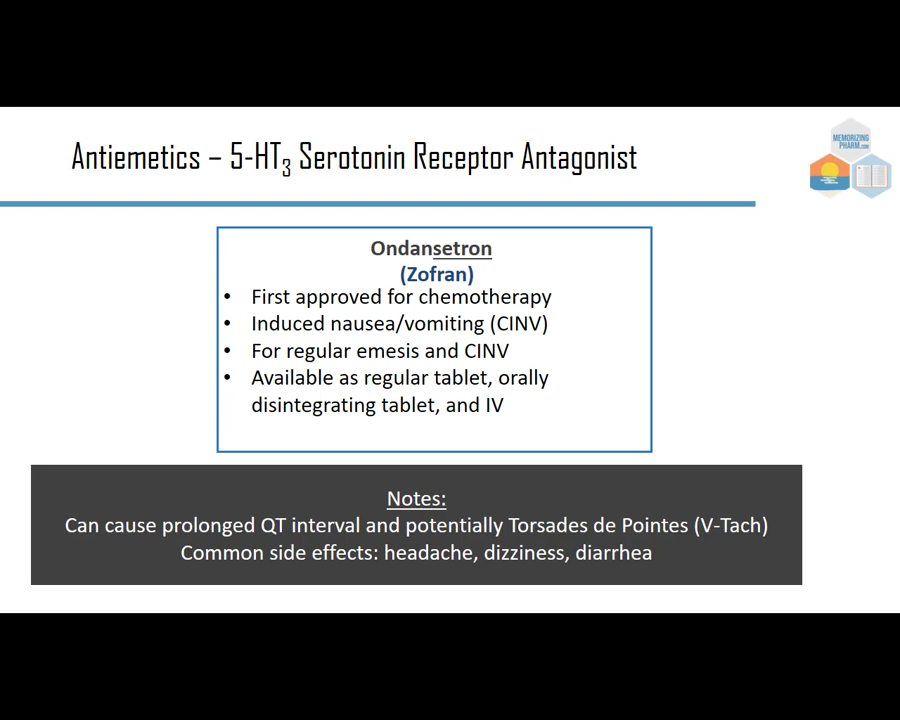 Antiemetics – 5-HT3 Serotonin Receptor Antagonist
MEMORIZING
PHARM.COM
Ondansetron
(Zofran)
• First approved for chemotherapy
• Induced nausea/vomiting (CINV)
• For regular emesis and CINV
• Available as regular tablet, orally
disintegrating tablet, and IV
Notes:
Can cause prolonged QT interval and potentially Torsades de Pointes (V-Tach)
Common side effects: headache, dizziness, diarrhea